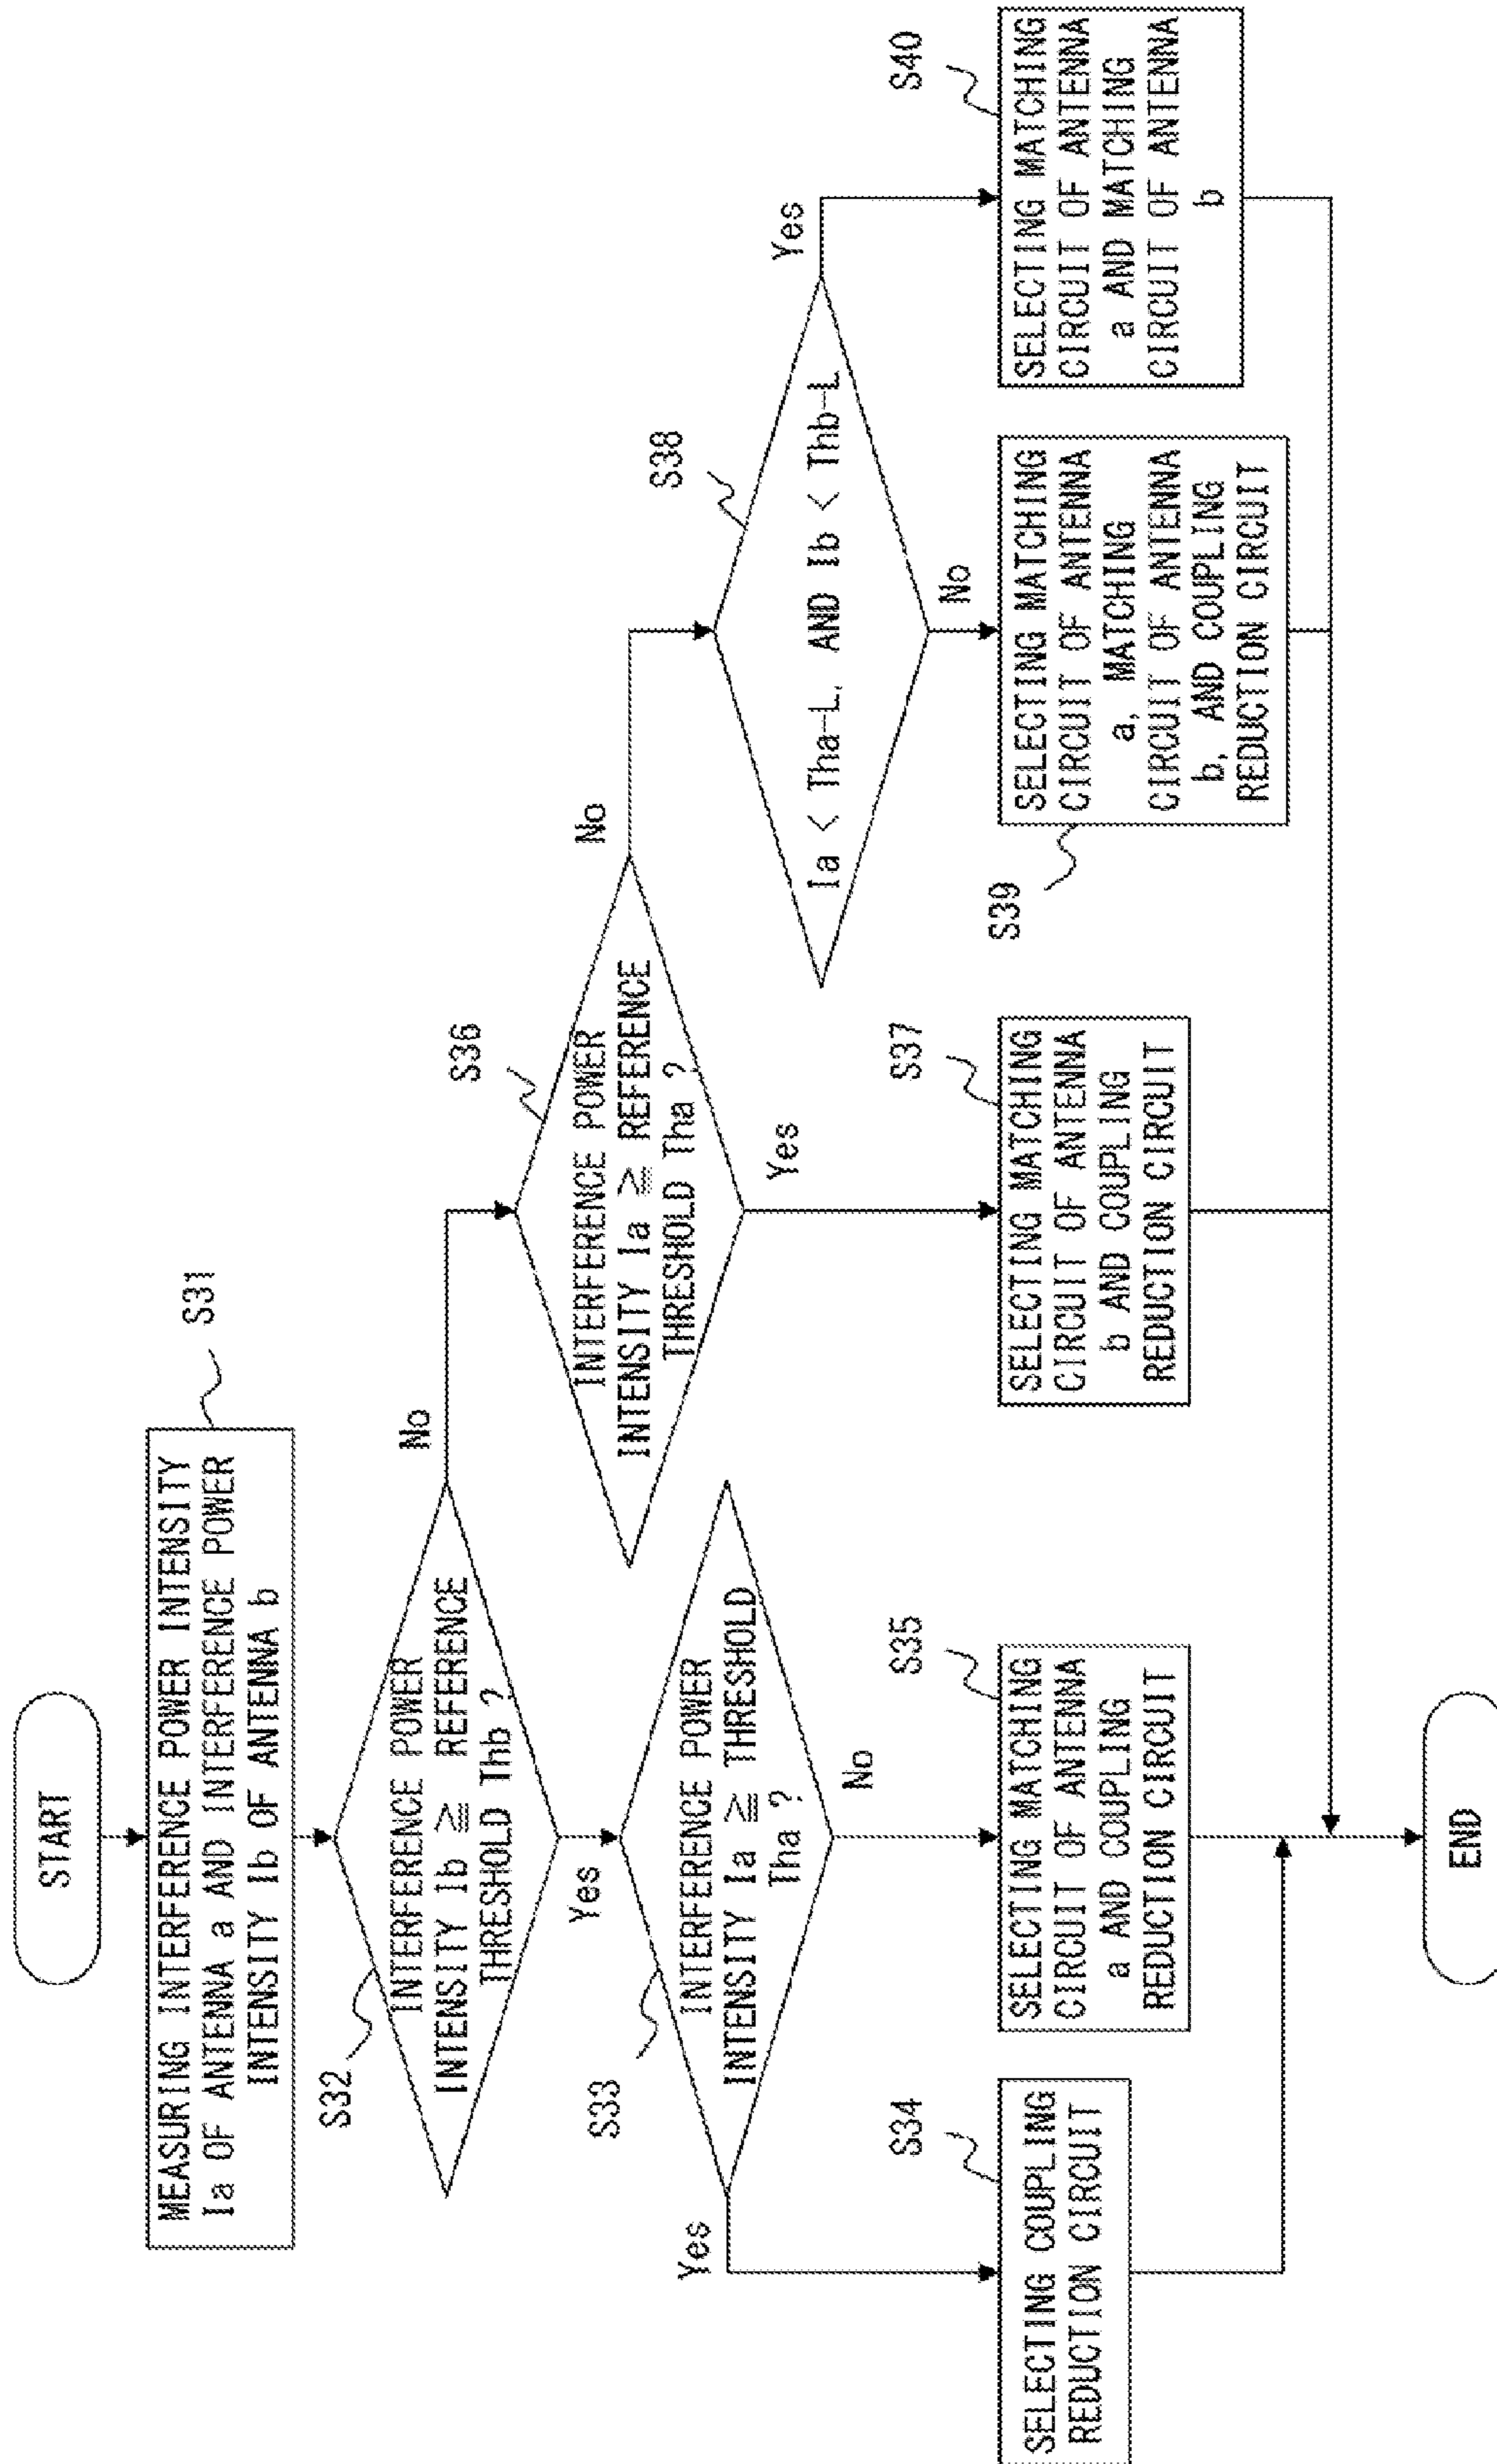 START
MEASURING INTERFERENCE POWER INTENSITY
Ia OF ANTENNA a AND INTERFERENCE POWER
INTENSITY Ib OF ANTENNA b
S31
S32
INTERFERENCE POWER
INTENSITY Ib ≧ REFERENCE
THRESHOLD Thb ?
No
Yes
S33
INTERFERENCE POWER
INTENSITY Ia ≧ THRESHOLD
Tha ?
Yes
No
S34
SELECTING COUPLING
REDUCTION CIRCUIT
S35
SELECTING MATCHING
CIRCUIT OF ANTENNA
a AND COUPLING
REDUCTION CIRCUIT
S36
INTERFERENCE POWER
INTENSITY Ia ≧ REFERENCE
THRESHOLD Tha ?
No
Yes
S37
SELECTING MATCHING
CIRCUIT OF ANTENNA
b AND COUPLING
REDUCTION CIRCUIT
S38
Ia < Tha-L, AND Ib < Thb-L
Yes
No
S39
SELECTING MATCHING
CIRCUIT OF ANTENNA
a, MATCHING
CIRCUIT OF ANTENNA
b, AND COUPLING
REDUCTION CIRCUIT
S40
SELECTING MATCHING
CIRCUIT OF ANTENNA
a AND MATCHING
CIRCUIT OF ANTENNA
b
END